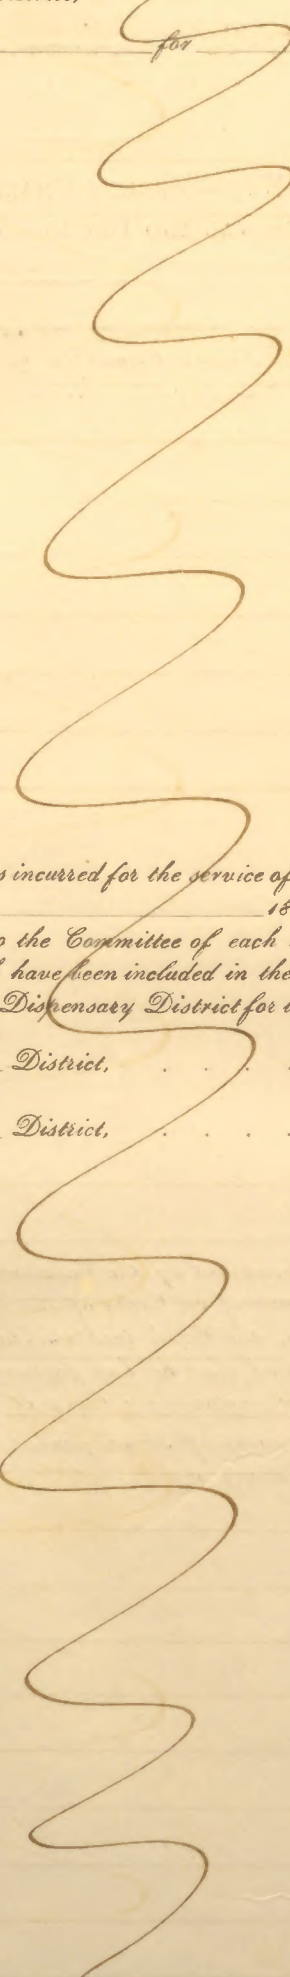 for
incurred for the service of
18
the Committee of each
have been included in the
Dispensary District for
District,
District,